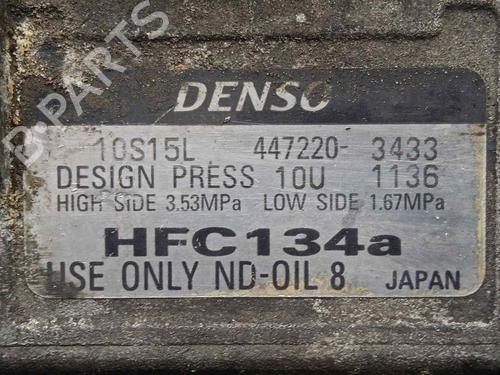 DENSO
10S15L 447220-3433
DESIGN PRESS 10U 1136
HIGH SIDE 3.53MPa LOW SIDE 1.67MPa
HFC134a
USE ONLY ND-OIL 8 JAPAN
B-PARTS